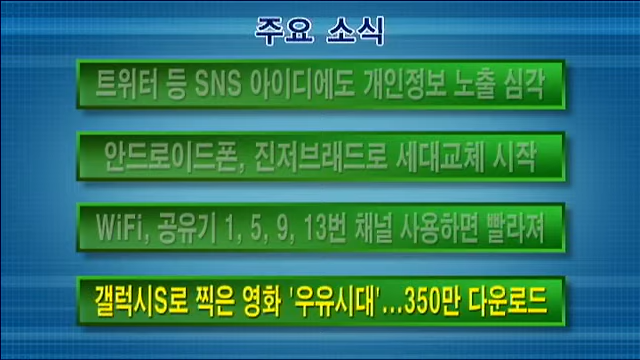 주요 소식
트위터 등 SNS 아이디에도 개인정보 노출 심각
안드로이드폰, 진저브래드로 세대교체 시작
WiFi, 공유기 1, 5, 9, 13번 채널 사용하면 빨라져
갤럭시S로 찍은 영화 '우유시대'...350만 다운로드